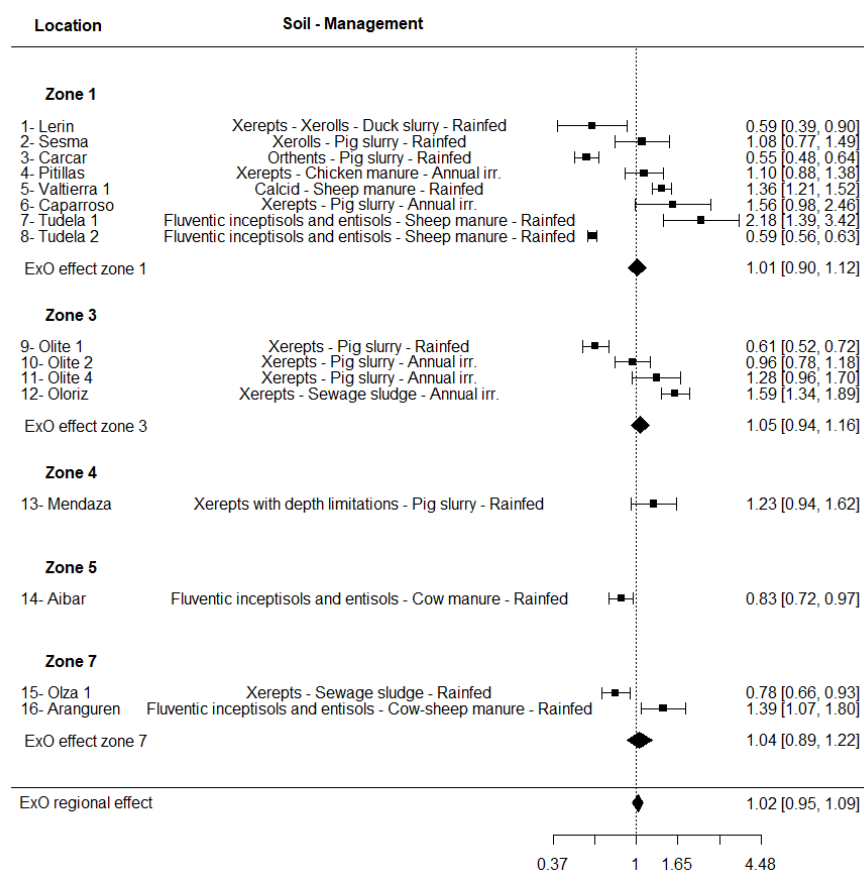 Location Soil - Management
Zone 1
1- Lerin Xerepts - Xerolls - Duck slurry - Rainfed 0.59 [0.39, 0.90]
2- Sesma Xerolls - Pig slurry - Rainfed 1.08 [0.77, 1.49]
3- Carcar Orthents - Pig slurry - Rainfed 0.55 [0.48, 0.64]
4- Pitillas Xerepts - Chicken manure - Annual irr. 1.10 [0.88, 1.38]
5- Valtierra 1 Calcid - Sheep manure - Rainfed 1.36 [1.21, 1.52]
6- Caparroso Xerepts - Pig slurry - Annual irr. 1.56 [0.98, 2.46]
7- Tudela 1 Fluventic inceptisols and entisols - Sheep manure - Rainfed 2.18 [1.39, 3.42]
8- Tudela 2 Fluventic inceptisols and entisols - Sheep manure - Rainfed 0.59 [0.56, 0.63]
ExO effect zone 1 1.01 [0.90, 1.12]
Zone 3
9- Olite 1 Xerepts - Pig slurry - Rainfed 0.61 [0.52, 0.72]
10- Olite 2 Xerepts - Pig slurry - Annual irr. 0.96 [0.78, 1.18]
11- Olite 4 Xerepts - Pig slurry - Annual irr. 1.28 [0.96, 1.70]
12- Oloriz Xerepts - Sewage sludge - Annual irr. 1.59 [1.34, 1.89]
ExO effect zone 3 1.05 [0.94, 1.16]
Zone 4
13- Mendaza Xerepts with depth limitations - Pig slurry - Rainfed 1.23 [0.94, 1.62]
Zone 5
14- Aibar Fluventic inceptisols and entisols - Cow manure - Rainfed 0.83 [0.72, 0.97]
Zone 7
15- Olza 1 Xerepts - Sewage sludge - Rainfed 0.78 [0.66, 0.93]
16- Aranguren Fluventic inceptisols and entisols - Cow-sheep manure - Rainfed 1.39 [1.07, 1.80]
ExO effect zone 7 1.04 [0.89, 1.22]
ExO regional effect 1.02 [0.95, 1.09]
0.37 1 1.65 4.48